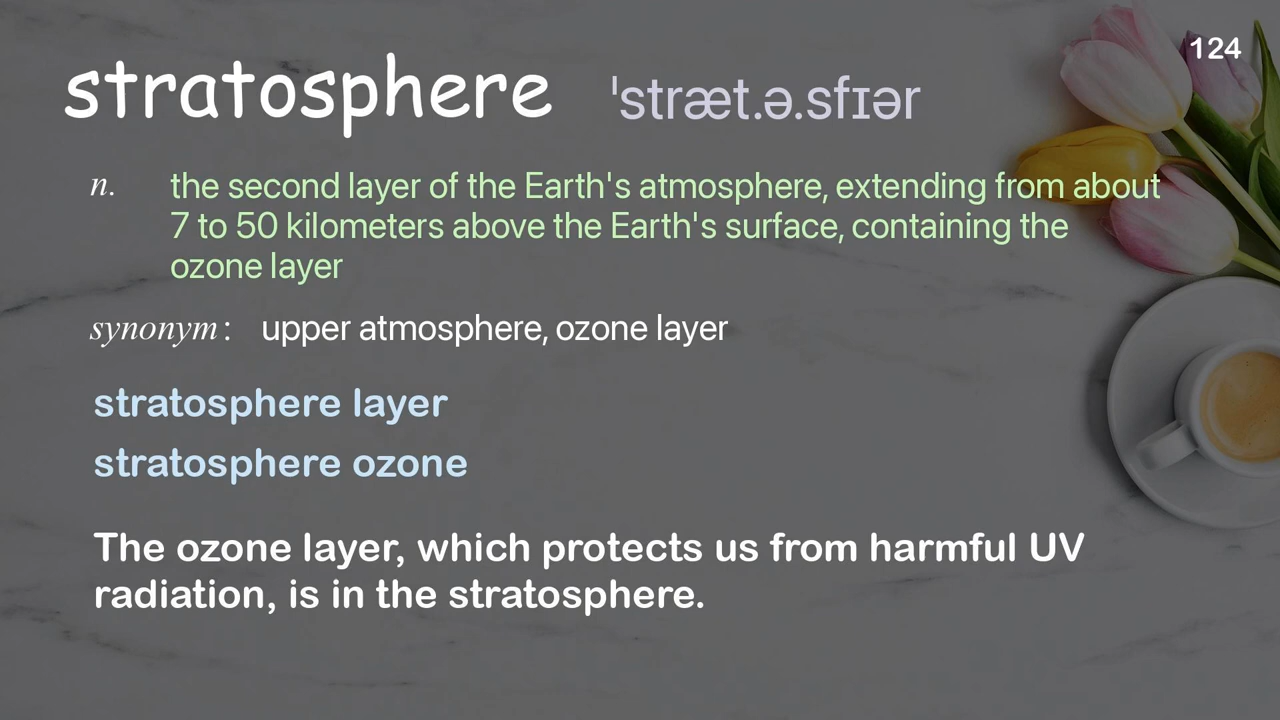 124
stratosphere ˈstræt.ə.sfɪər
n. the second layer of the Earth's atmosphere, extending from about
7 to 50 kilometers above the Earth's surface, containing the
ozone layer
synonym: upper atmosphere, ozone layer
stratosphere layer
stratosphere ozone
The ozone layer, which protects us from harmful UV
radiation, is in the stratosphere.